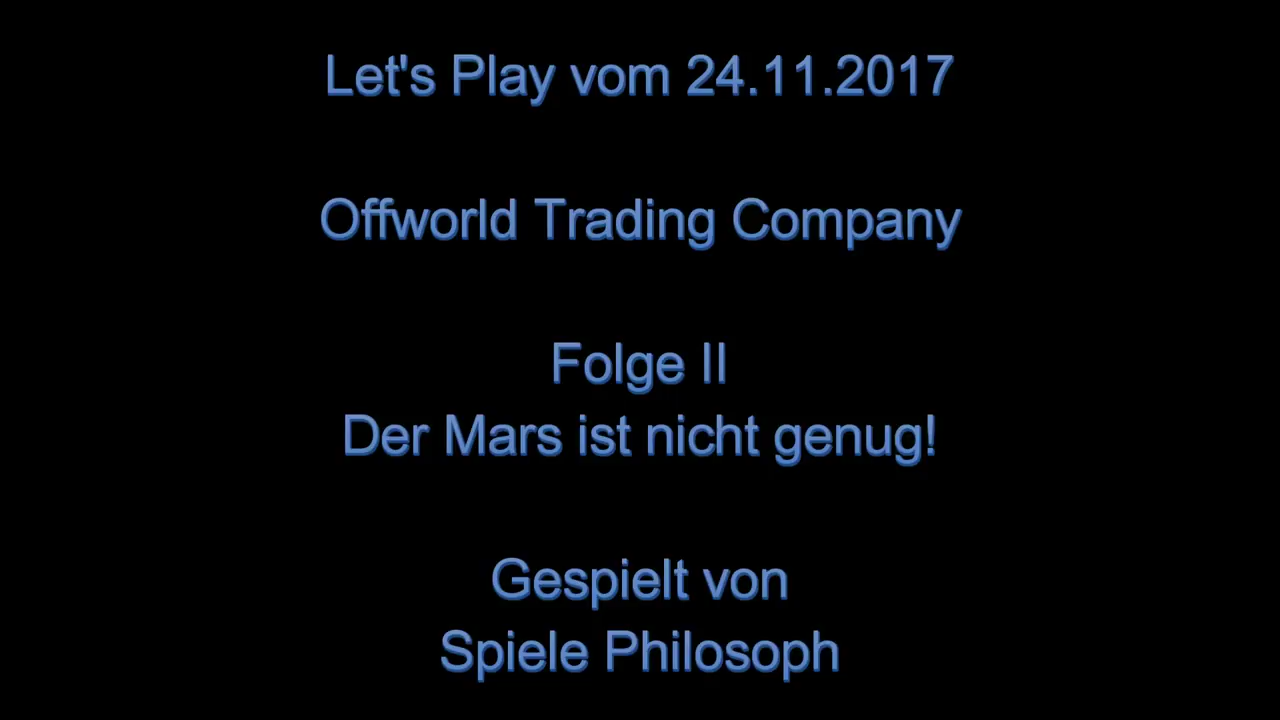 Let's Play vom 24.11.2017
Offworld Trading Company
Folge II
Der Mars ist nicht genug!
Gespielt von
Spiele Philosoph